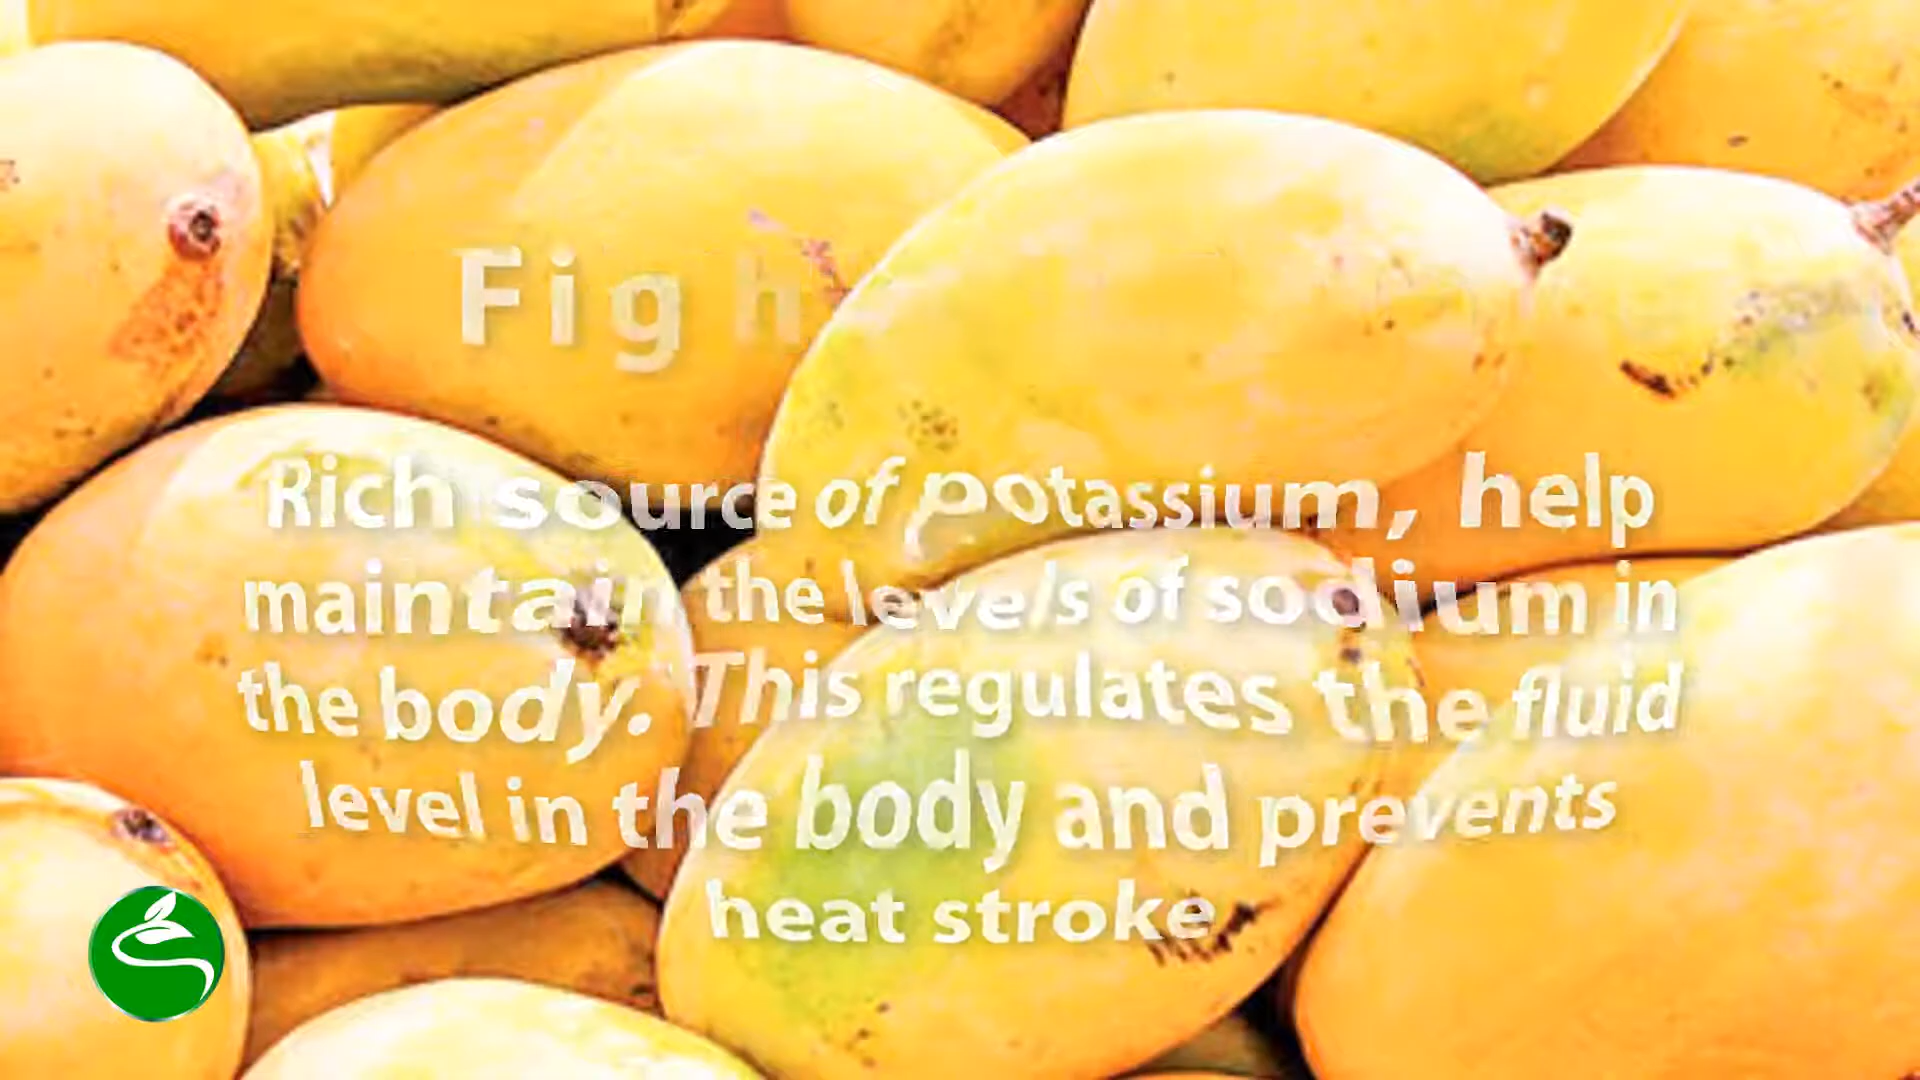 Figh
Rich source of potassium, help
maintain the levels of sodium in
the body. This regulates the fluid
level in the body and prevents
heat stroke